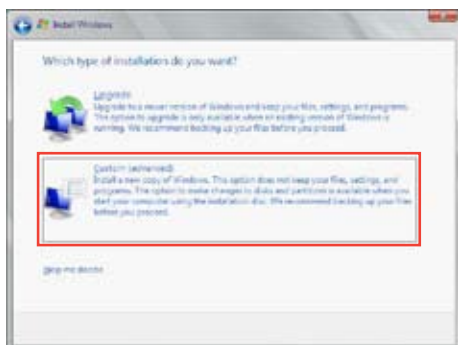 Install Windows
Which type of installation do you want?
Upgrade
Upgrade to a newer version of Windows and keep your files, settings, and programs.
The option to upgrade is only available when an existing version of Windows is
running. We recommend backing up your files before you proceed.
Custom (advanced)
Install a new copy of Windows. This option does not keep your files, settings, and
programs. The option to make changes to disks and partitions is available when you
start your computer using the installation disc. We recommend backing up your files
before you proceed.
Help me decide